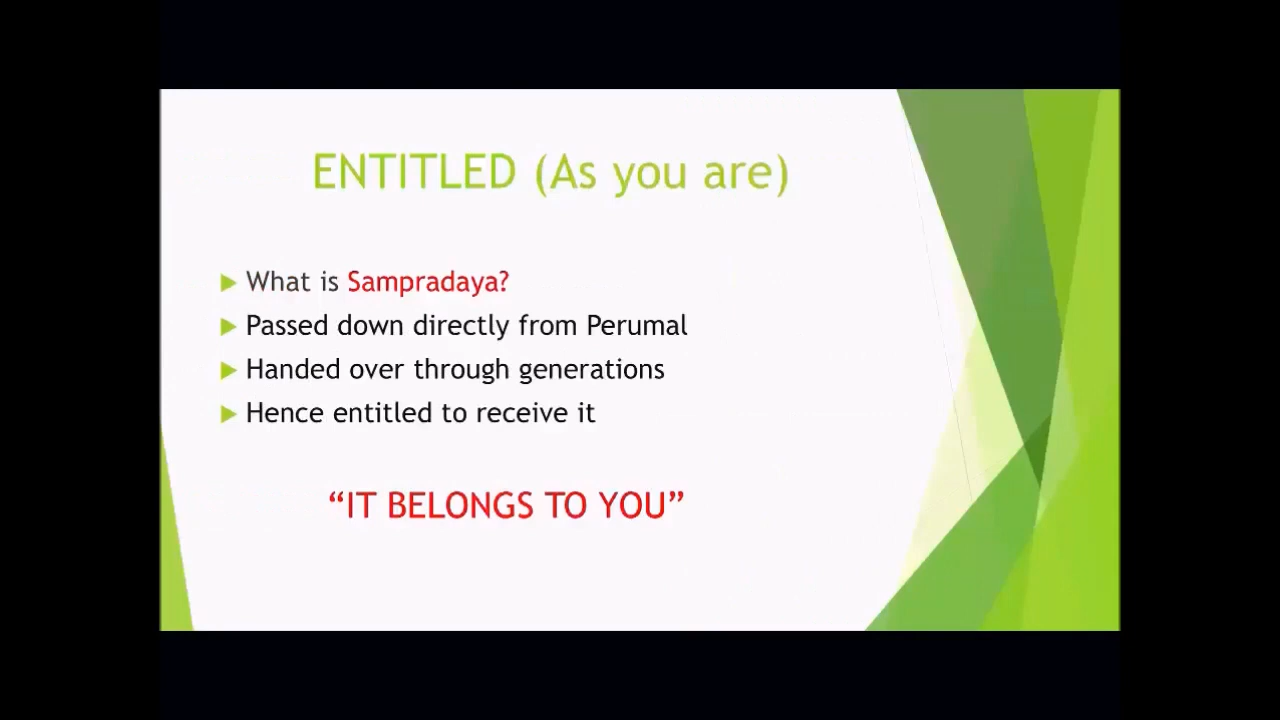 ENTITLED (As you are)
What is Sampradaya?
Passed down directly from Perumal
Handed over through generations
Hence entitled to receive it
“IT BELONGS TO YOU”